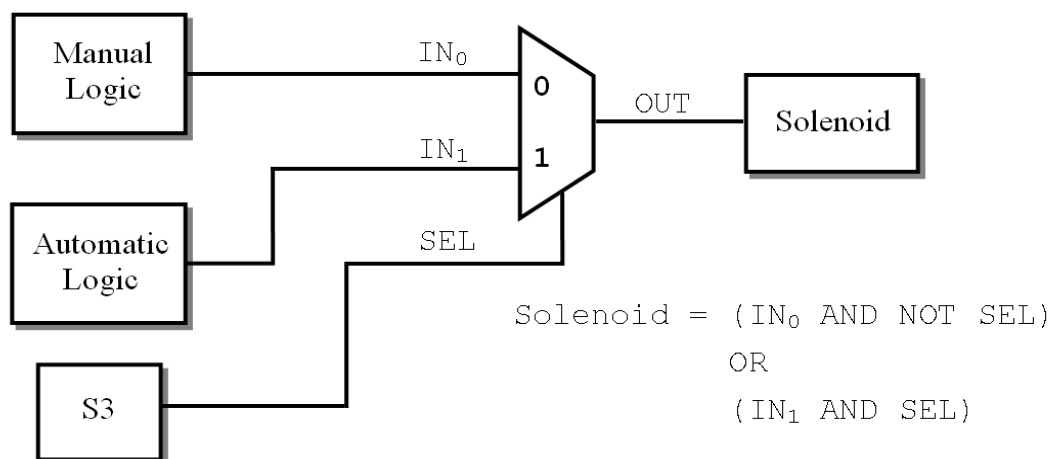 Manual
Logic
IN₀
0
OUT
Solenoid
IN₁
1
Automatic
Logic
SEL
Solenoid = (IN₀ AND NOT SEL)
OR
(IN₁ AND SEL)
S3